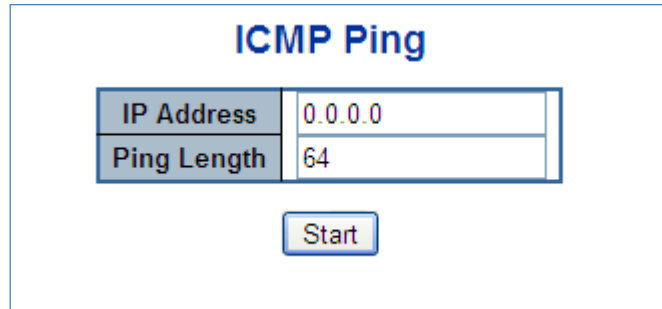 ICMP Ping
IP Address 0.0.0.0
Ping Length 64
Start